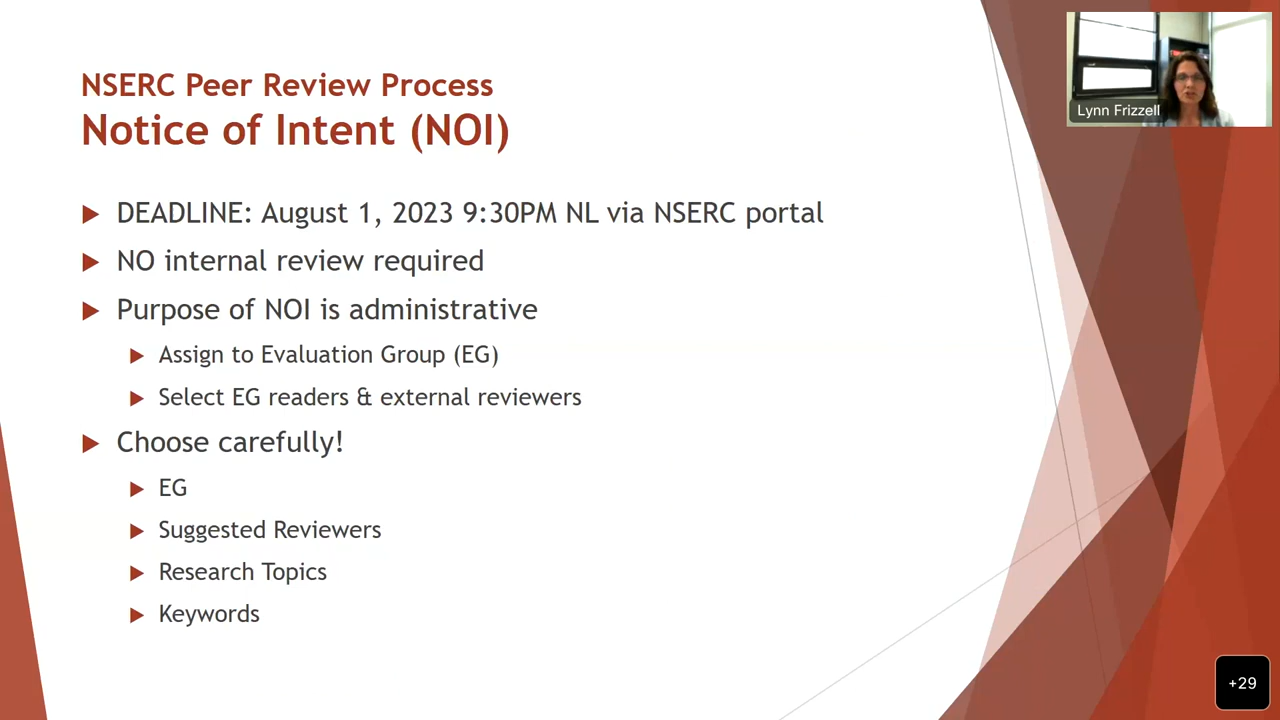 NSERC Peer Review Process
Notice of Intent (NOI)
DEADLINE: August 1, 2023 9:30PM NL via NSERC portal
NO internal review required
Purpose of NOI is administrative
Assign to Evaluation Group (EG)
Select EG readers & external reviewers
Choose carefully!
EG
Suggested Reviewers
Research Topics
Keywords
Lynn Frizzell
+29